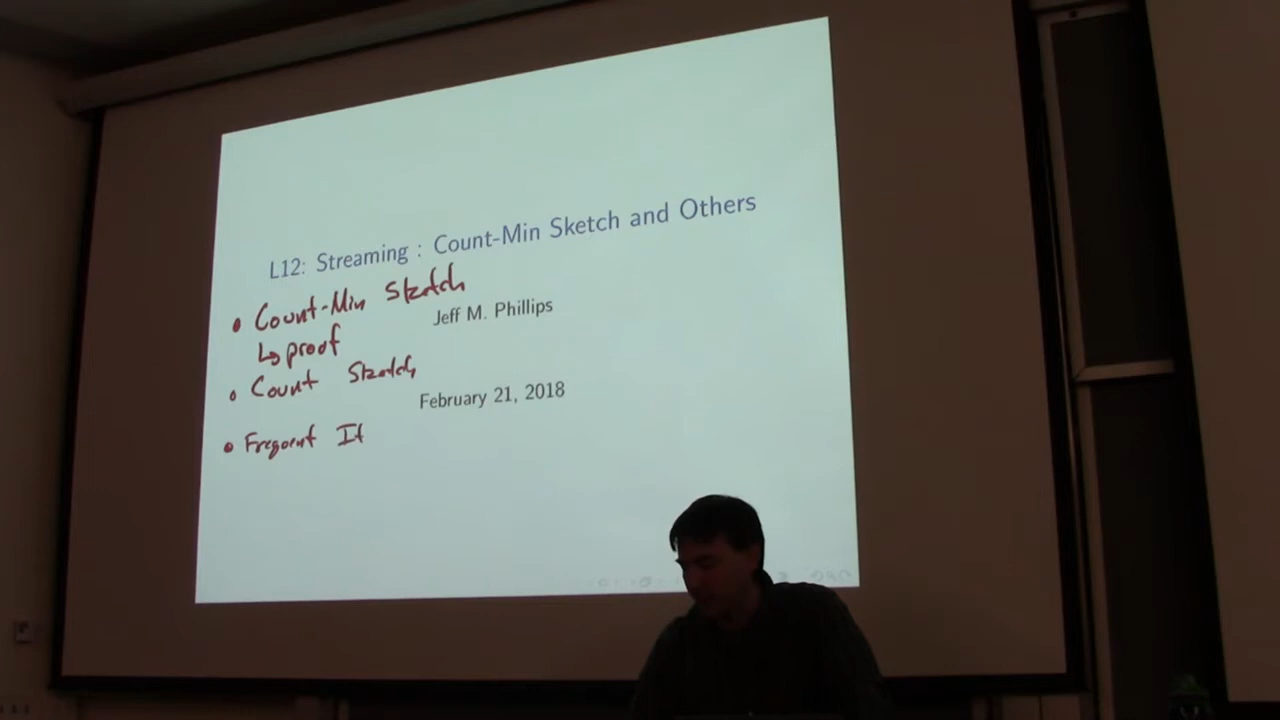 L12: Streaming : Count-Min Sketch and Others
• Count-Min Sketch
Jeff M. Phillips
↳ proof
• Count Sketch
February 21, 2018
• Frequent It